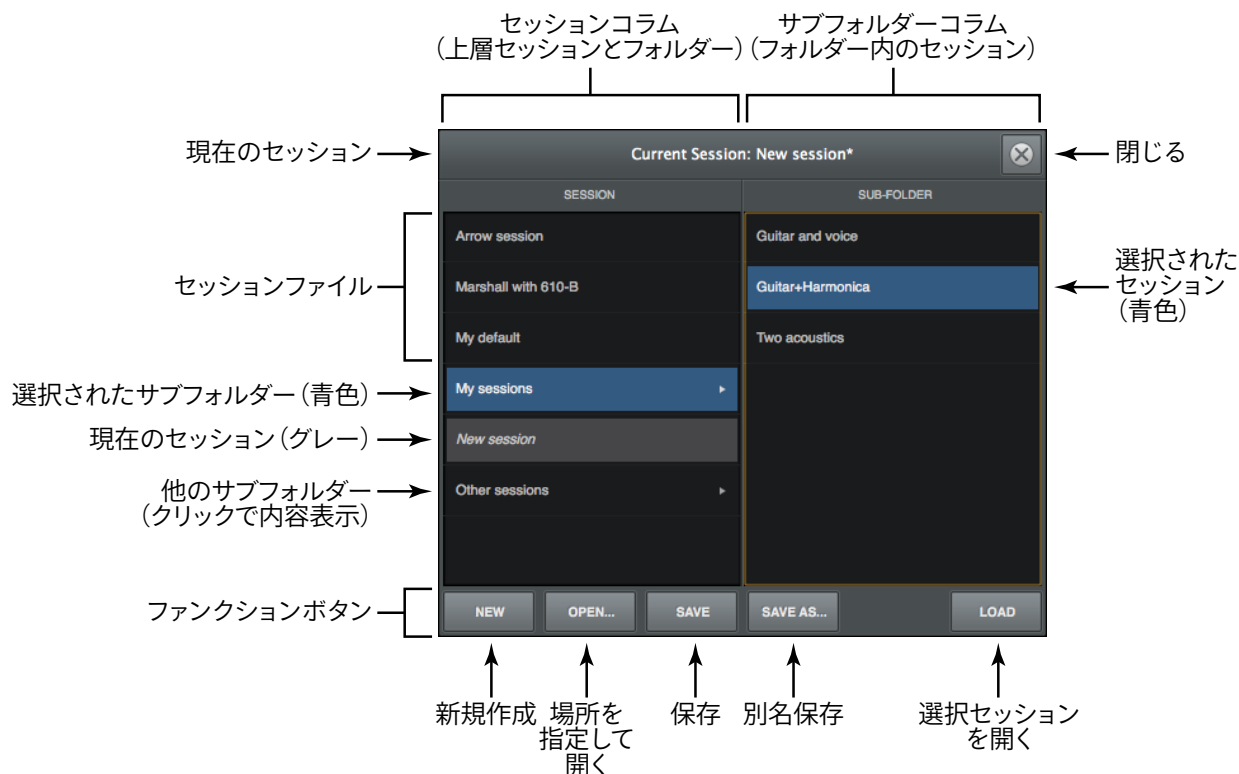 セッションコラム
（上層セッションとフォルダー）
サブフォルダーコラム
（フォルダー内のセッション）
現在のセッション
Current Session: New session*
閉じる
SESSION
SUB-FOLDER
セッションファイル
Arrow session
Marshall with 610-B
My default
Guitar and voice
Guitar+Harmonica
Two acoustics
選択された
セッション
（青色）
選択されたサブフォルダー（青色）
My sessions
現在のセッション（グレー）
New session
他のサブフォルダー
（クリックで内容表示）
Other sessions
ファンクションボタン
NEW
OPEN...
SAVE
SAVE AS...
LOAD
新規作成
場所を
指定して
開く
保存
別名保存
選択セッション
を開く